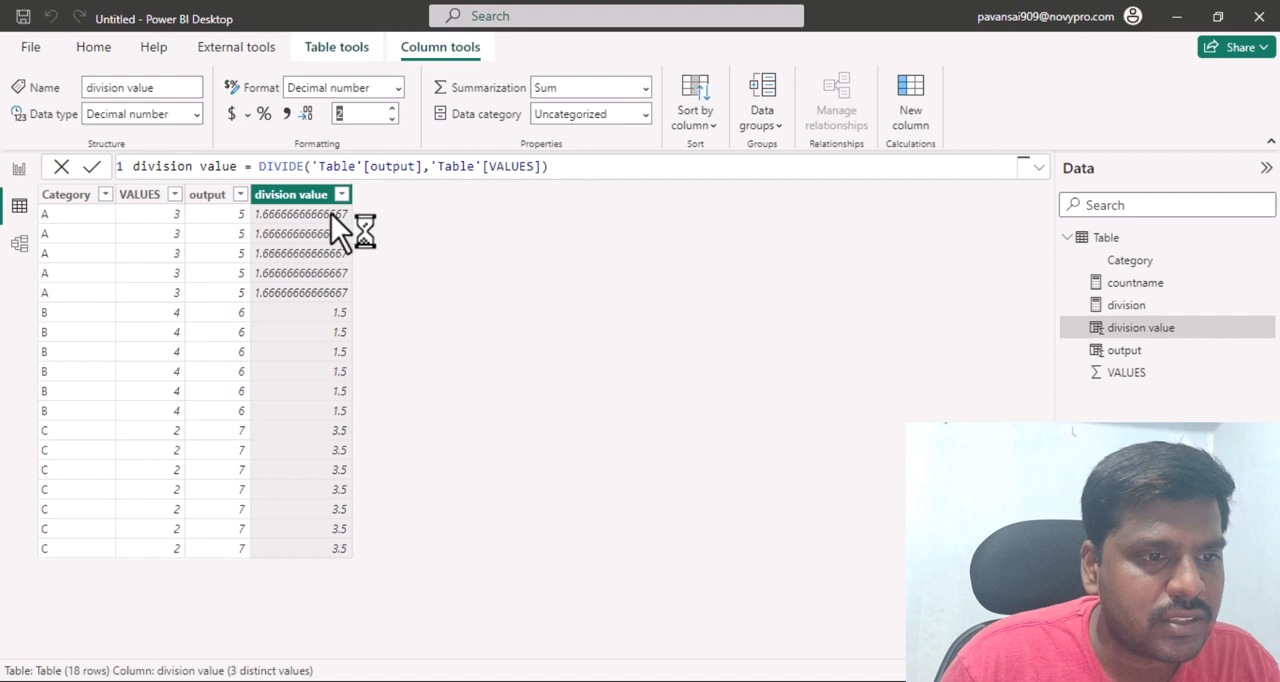 Untitled - Power BI Desktop
Search
pavansai909@novypro.com
File Home Help External tools Table tools Column tools
Share
Name division value
Format Decimal number
Summarization Sum
Data type Decimal number
$ % 2
Data category Uncategorized
Sort by column
Data groups
Manage relationships
New column
Structure Formatting Properties Sort Groups Relationships Calculations
1 division value = DIVIDE('Table'[output],'Table'[VALUES])
Category VALUES output division value
A 3 5 1.66666666666667
A 3 5
A 3 5 1.66666666666667
A 3 5 1.66666666666667
A 3 5 1.66666666666667
B 4 6 1.5
B 4 6 1.5
B 4 6 1.5
B 4 6 1.5
B 4 6 1.5
B 4 6 1.5
C 2 7 3.5
C 2 7 3.5
C 2 7 3.5
C 2 7 3.5
C 2 7 3.5
C 2 7 3.5
C 2 7 3.5
Data
Search
Table
Category
countname
division
division value
output
VALUES
Table: Table (18 rows) Column: division value (3 distinct values)